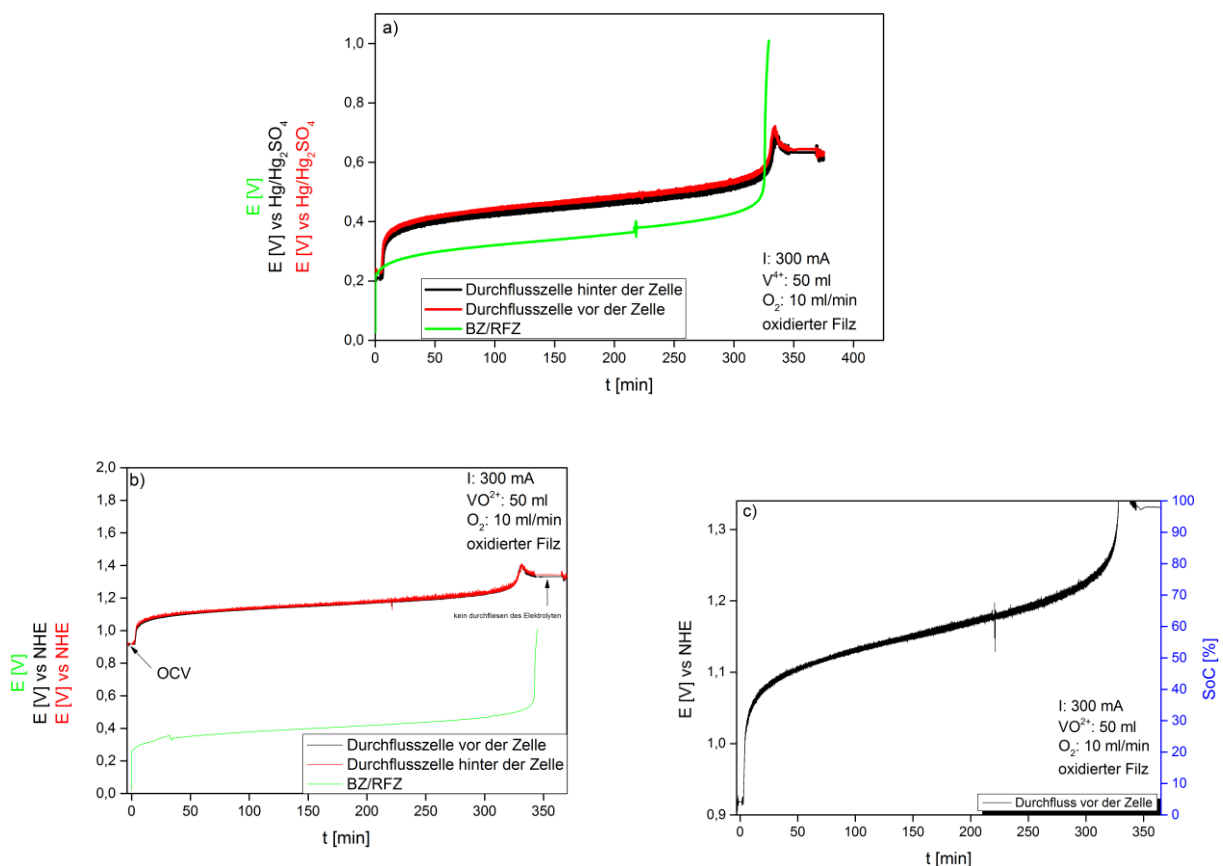 a)
1,0
0,8
0,6
0,4
0,2
0,0
E [V]
E [V] vs Hg/Hg₂SO₄
E [V] vs Hg/Hg₂SO₄
I: 300 mA
V⁴⁺: 50 ml
O₂: 10 ml/min
oxidierter Filz
Durchflusszelle hinter der Zelle
Durchflusszelle vor der Zelle
BZ/RFZ
0 50 100 150 200 250 300 350 400
t [min]
b)
2,0
1,8
1,6
1,4
1,2
1,0
0,8
0,6
0,4
0,2
0,0
E [V]
E [V] vs NHE
E [V] vs NHE
I: 300 mA
VO²⁺: 50 ml
O₂: 10 ml/min
oxidierter Filz
kein durchfliesen des Elektrolyten
OCV
Durchflusszelle vor der Zelle
Durchflusszelle hinter der Zelle
BZ/RFZ
0 50 100 150 200 250 300 350
t [min]
c)
1,3
1,2
1,1
1,0
0,9
E [V] vs NHE
100
90
80
70
60
50
40
30
20
10
0
SoC [%]
I: 300 mA
VO²⁺: 50 ml
O₂: 10 ml/min
oxidierter Filz
Durchfluss vor der Zelle
0 50 100 150 200 250 300 350
t [min]